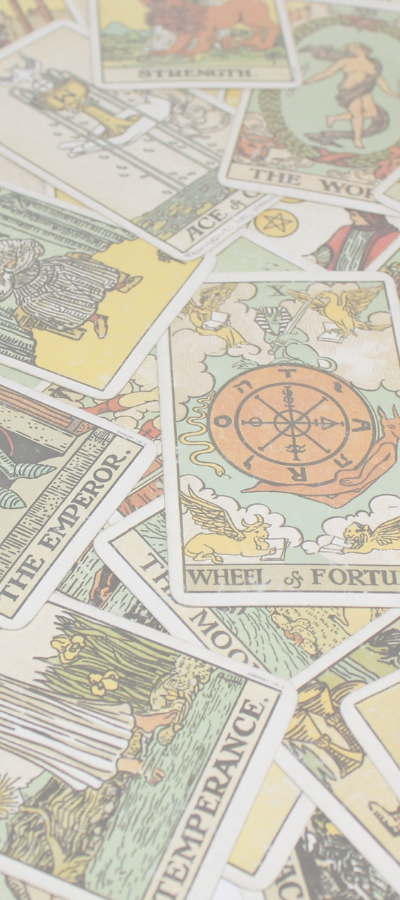 STRENGTH.
THE WOR
ACE of C
X
T
A
R
O
WHEEL of FORTU
THE EMPEROR.
THE MOON
TEMPERANCE.